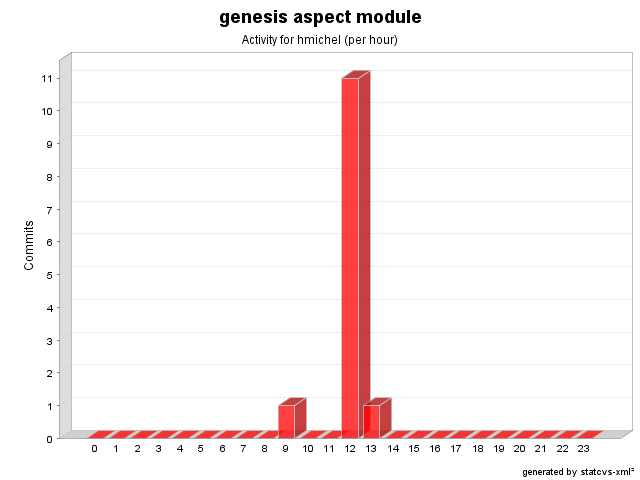 genesis aspect module
Activity for hmichel (per hour)
11
10
9
8
7
6
5
4
3
2
1
0
Commits
0 1 2 3 4 5 6 7 8 9 10 11 12 13 14 15 16 17 18 19 20 21 22 23
generated by statcvs-xml²